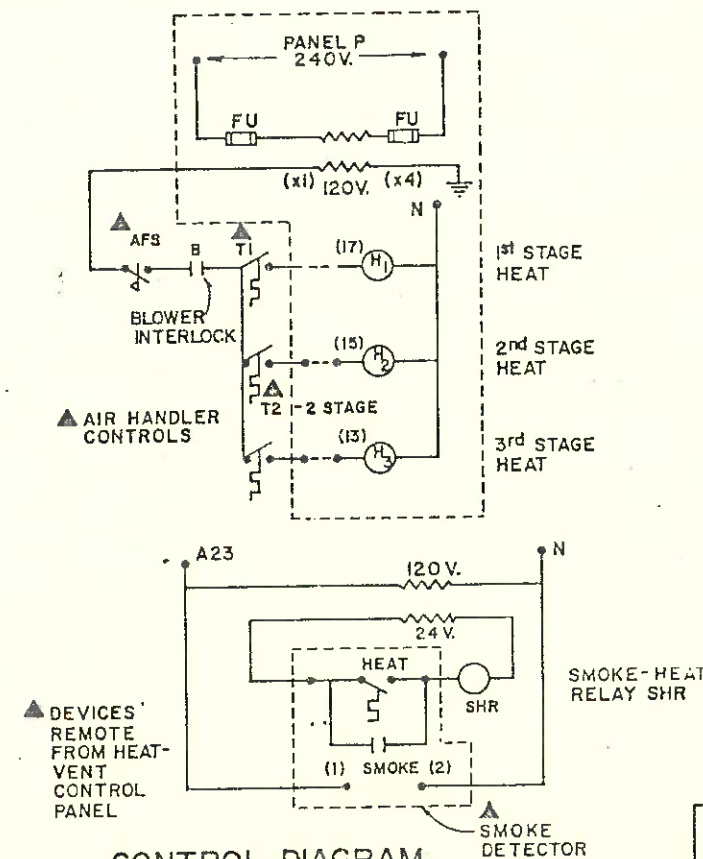 PANEL P
240V.
FU
FU
(x1) 120V. (x4)
N
AFS
B
T1
(17)
H1
1st STAGE
HEAT
BLOWER
INTERLOCK
(15)
H2
2nd STAGE
HEAT
T2 -2 STAGE
AIR HANDLER
CONTROLS
(13)
H3
3rd STAGE
HEAT
A23
N
120V.
24V.
HEAT
SHR
SMOKE-HEAT
RELAY SHR
DEVICES
REMOTE
FROM HEAT-
VENT
CONTROL
PANEL
(1) SMOKE (2)
SMOKE
DETECTOR
CONTROL DIAGRAM